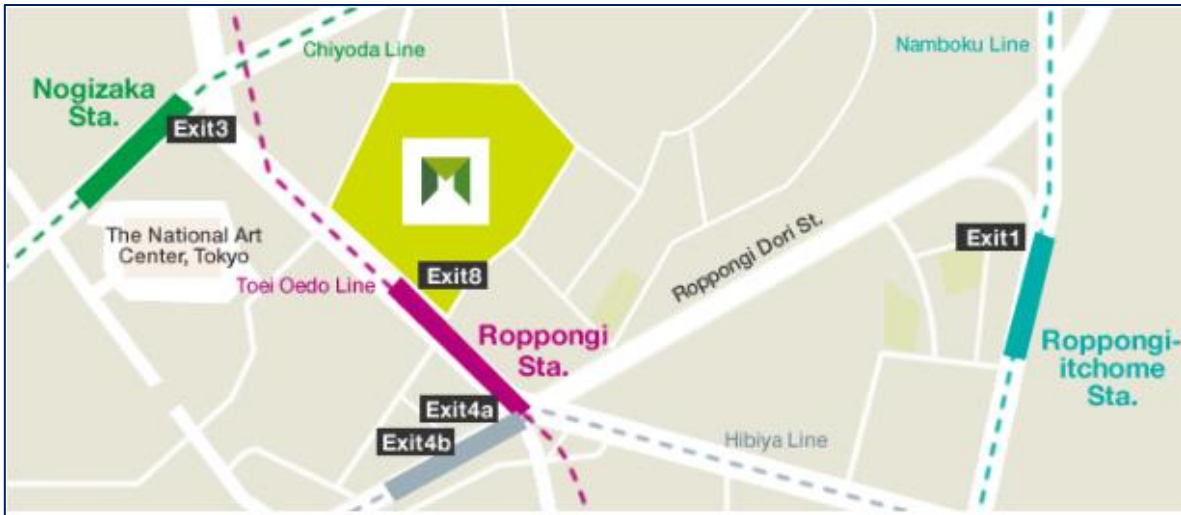 Chiyoda Line
Namboku Line
Nogizaka
Sta.
Exit3
The National Art
Center, Tokyo
Exit1
Roppongi Dori St.
Exit8
Toei Oedo Line
Roppongi
Sta.
Roppongi-
itchome
Sta.
Exit4a
Exit4b
Hibiya Line